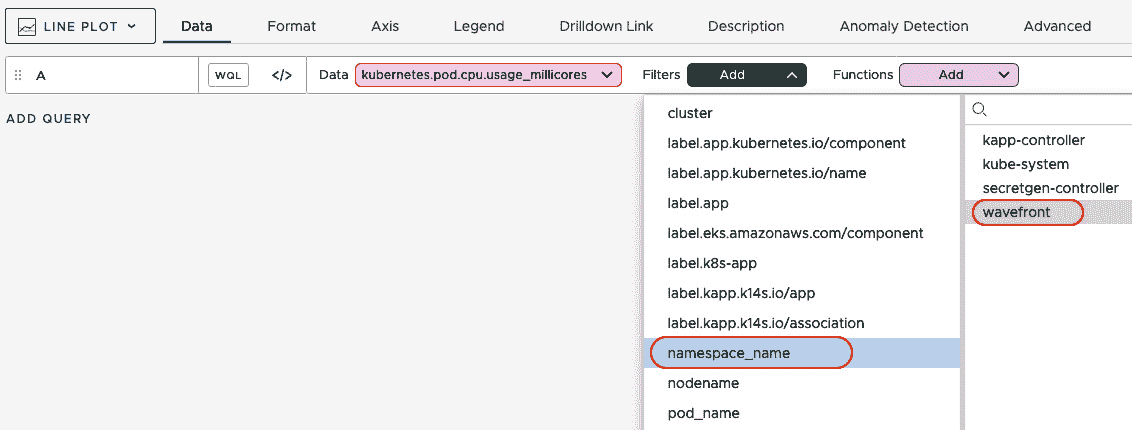 LINE PLOT Data Format Axis Legend Drilldown Link Description Anomaly Detection Advanced
A WQL </> Data kubernetes.pod.cpu.usage_millicores Filters Add Functions Add
ADD QUERY
cluster
label.app.kubernetes.io/component
label.app.kubernetes.io/name
label.app
label.eks.amazonaws.com/component
label.k8s-app
label.kapp.k14s.io/app
label.kapp.k14s.io/association
namespace_name
nodename
pod_name
kapp-controller
kube-system
secretgen-controller
wavefront